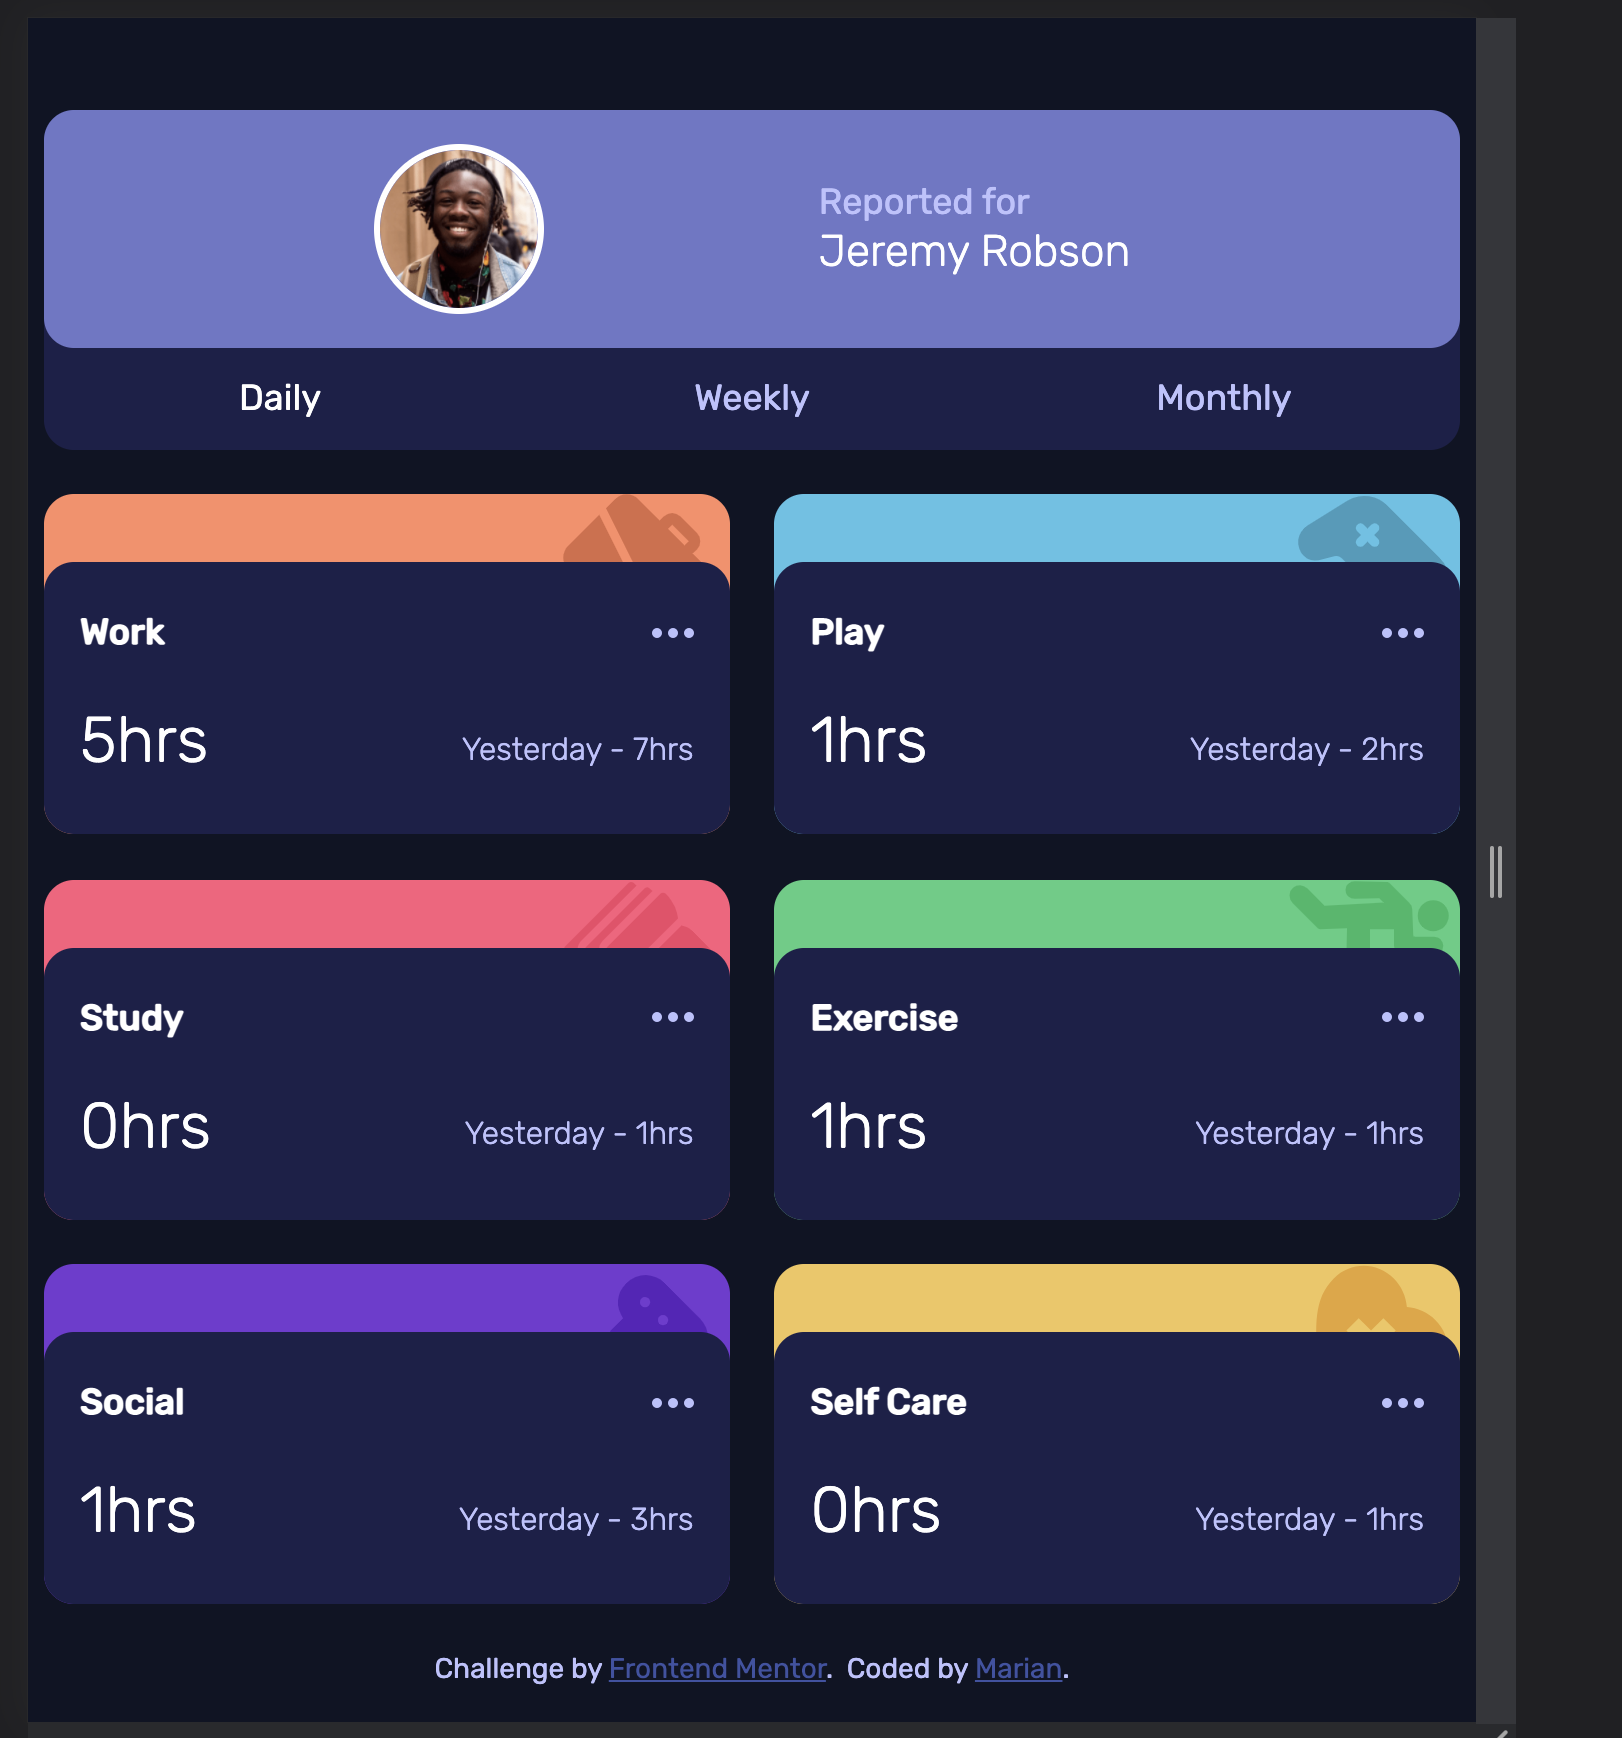 Reported for
Jeremy Robson
Daily Weekly Monthly
Work
5hrs Yesterday - 7hrs
Play
1hrs Yesterday - 2hrs
Study
0hrs Yesterday - 1hrs
Exercise
1hrs Yesterday - 1hrs
Social
1hrs Yesterday - 3hrs
Self Care
0hrs Yesterday - 1hrs
Challenge by Frontend Mentor. Coded by Marian.